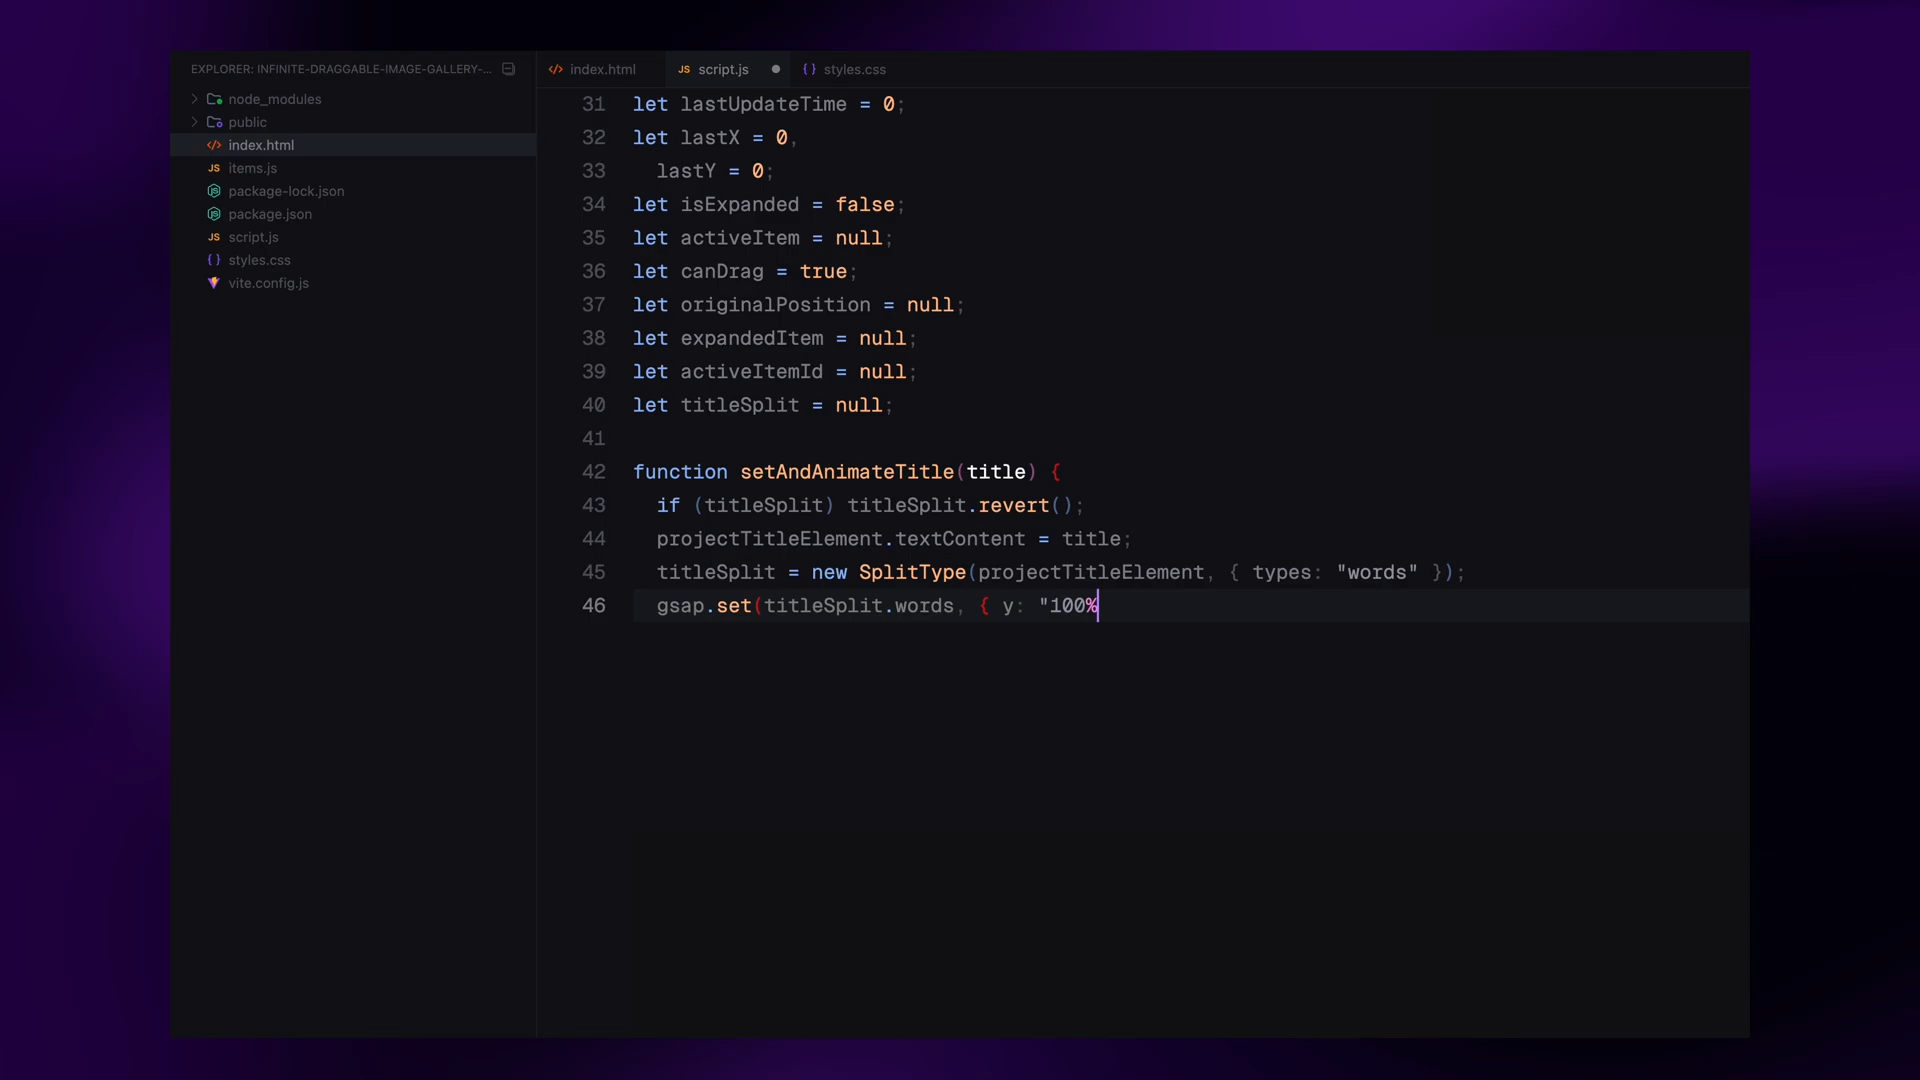 EXPLORER: INFINITE-DRAGGABLE-IMAGE-GALLERY-...
node_modules
public
index.html
items.js
package-lock.json
package.json
script.js
styles.css
vite.config.js
index.html
JS script.js
styles.css
31 let lastUpdateTime = 0;
32 let lastX = 0,
33   lastY = 0;
34 let isExpanded = false;
35 let activeItem = null;
36 let canDrag = true;
37 let originalPosition = null;
38 let expandedItem = null;
39 let activeItemId = null;
40 let titleSplit = null;
41
42 function setAndAnimateTitle(title) {
43   if (titleSplit) titleSplit.revert();
44   projectTitleElement.textContent = title;
45   titleSplit = new SplitType(projectTitleElement, { types: "words" });
46   gsap.set(titleSplit.words, { y: "100%